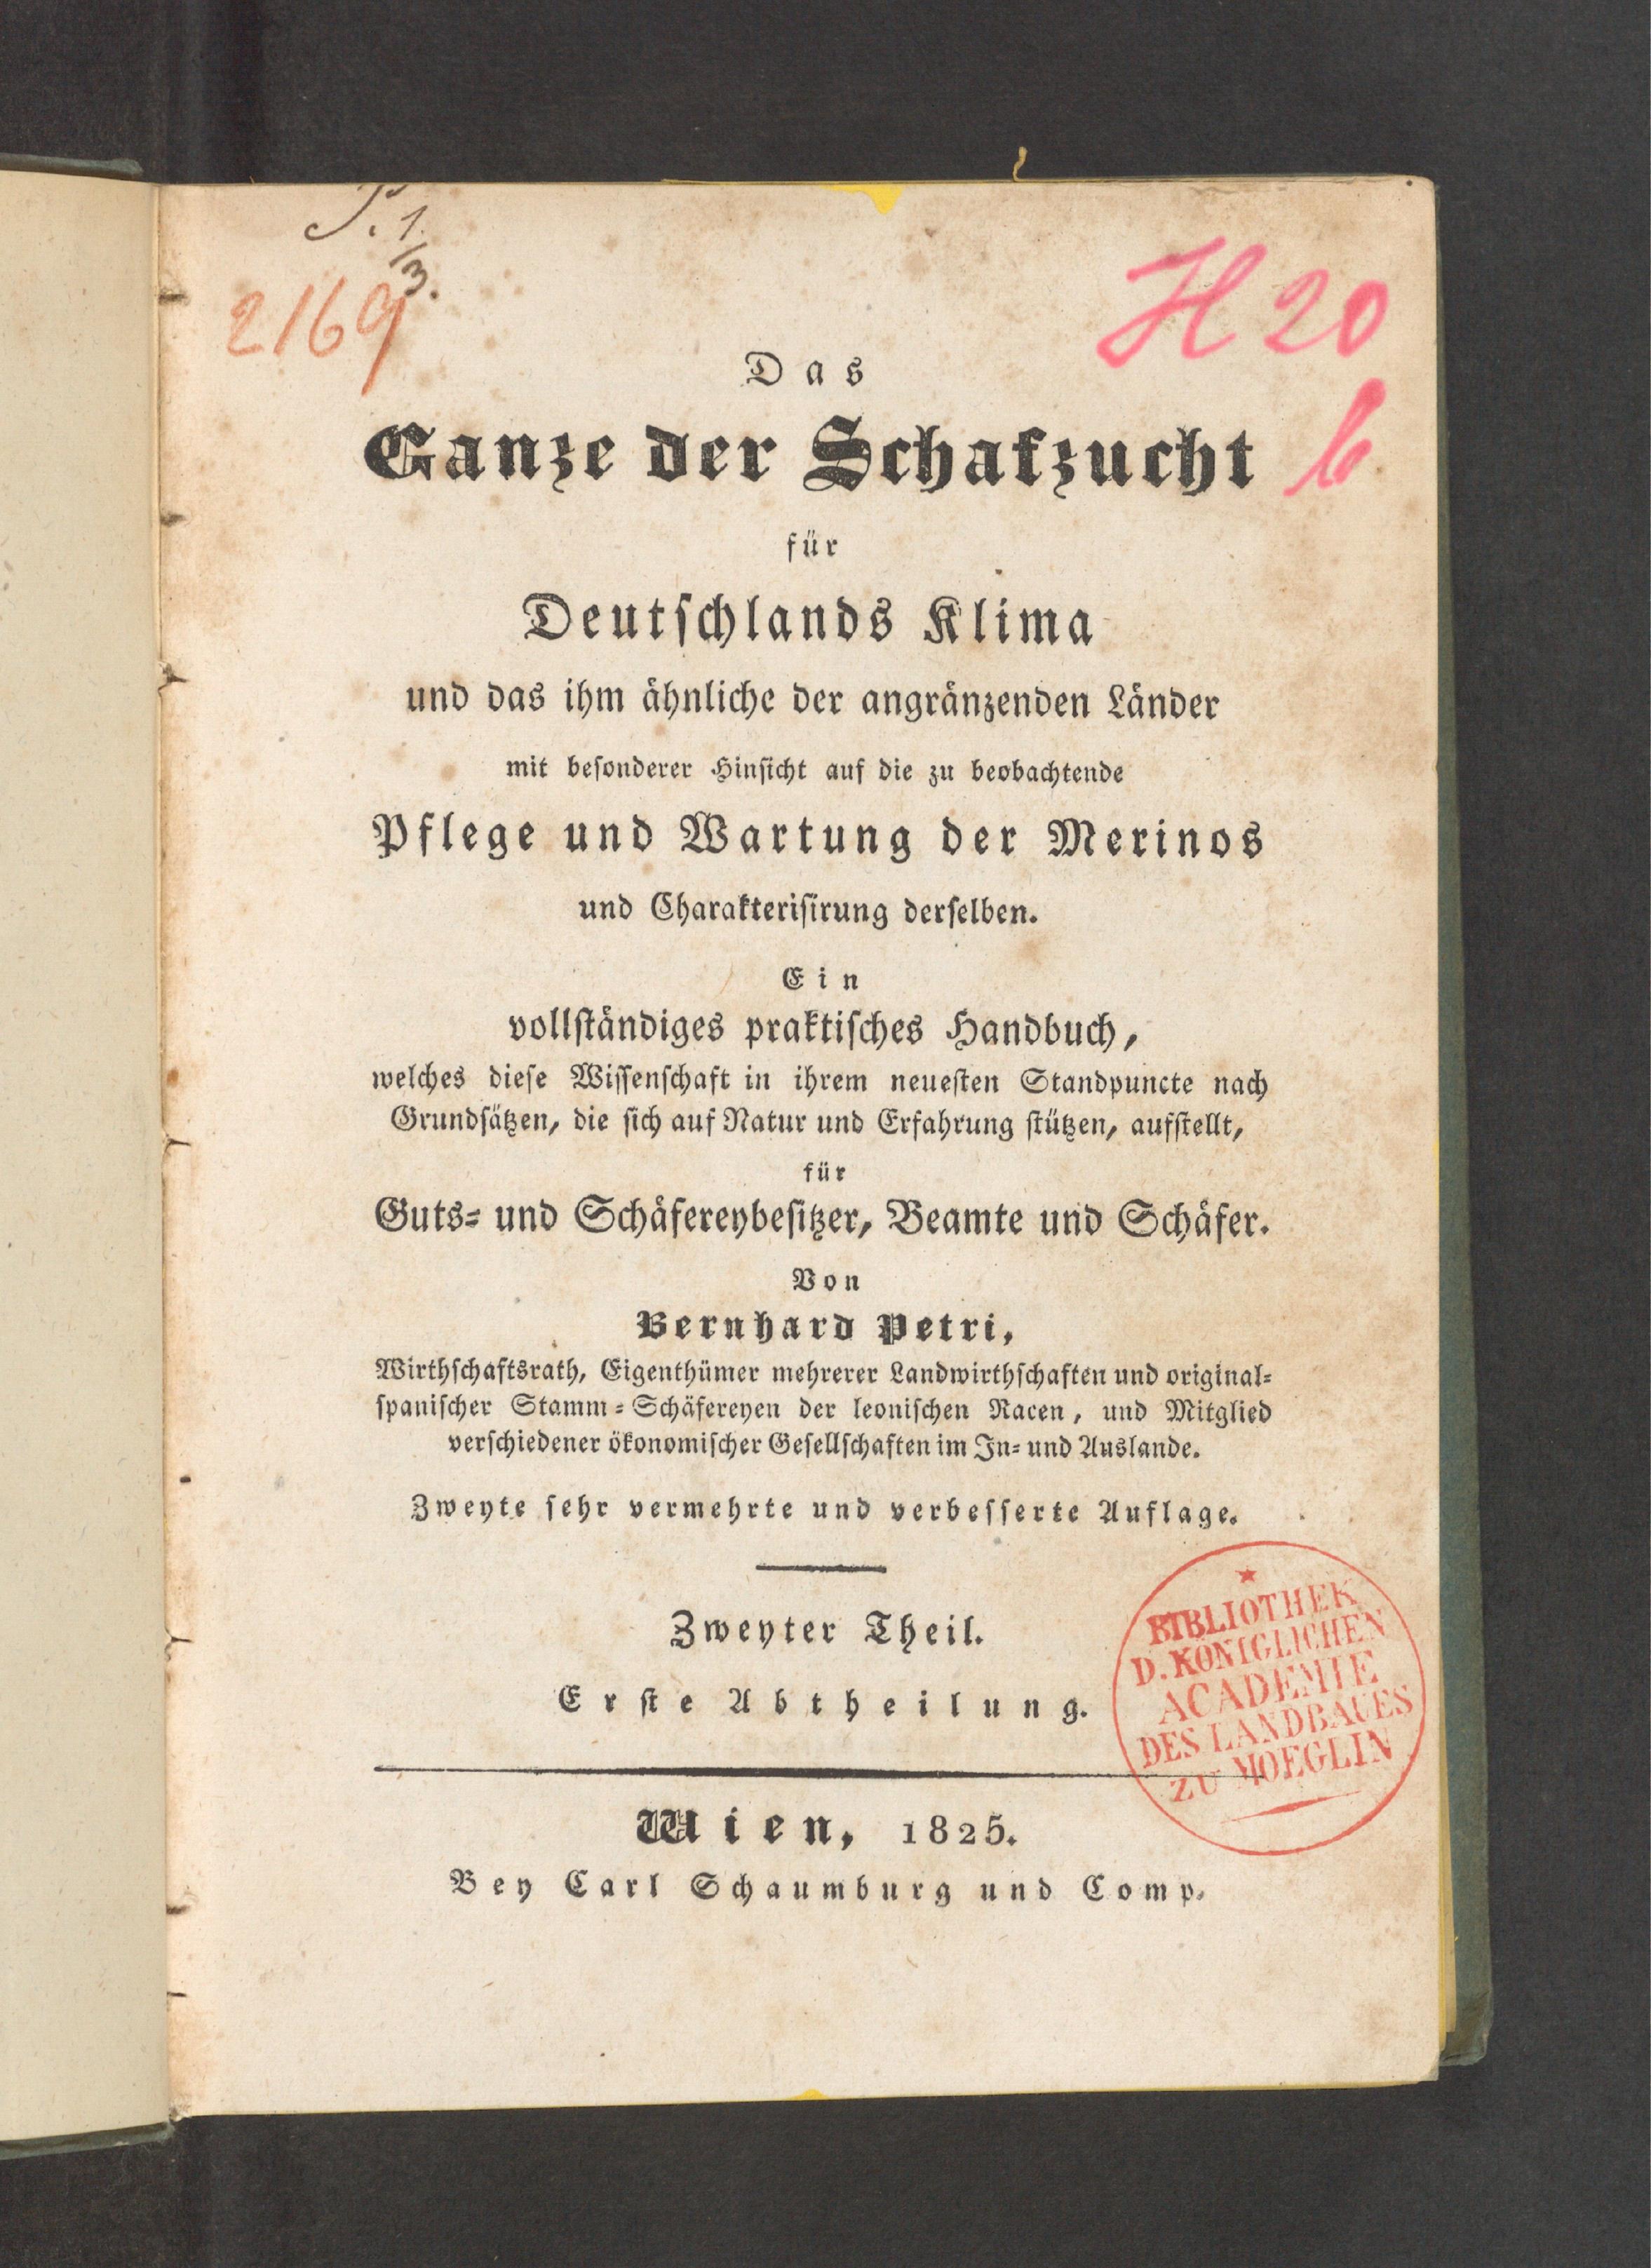 S. 1.
3.
2169
H 20
b
Das
Ganze der Schafzucht
für
Deutſchlands Klima
und das ihm ähnliche der angränzenden Länder
mit beſonderer Hinſicht auf die zu beobachtende
Pflege und Wartung der Merinos
und Charakteriſirung derſelben.
Ein
vollſtändiges praktiſches Handbuch,
welches dieſe Wiſſenſchaft in ihrem neueſten Standpuncte nach
Grundſätzen, die ſich auf Natur und Erfahrung ſtützen, aufſtellt,
für
Guts- und Schäfereybeſitzer, Beamte und Schäfer.
Von
Bernhard Petri,
Wirthſchaftsrath, Eigenthümer mehrerer Landwirthſchaften und original-
ſpaniſcher Stamm-Schäfereyen der leoniſchen Racen, und Mitglied
verſchiedener ökonomiſcher Geſellſchaften im In- und Auslande.
Zweyte ſehr vermehrte und verbeſſerte Auflage.
Zweyter Theil.
Erſte Abtheilung.
BIBLIOTHEK
D. KÖNIGLICHEN
ACADEMIE
DES LANDBAUES
ZU MOEGLIN
Wien, 1825.
Bey Carl Schaumburg und Comp.